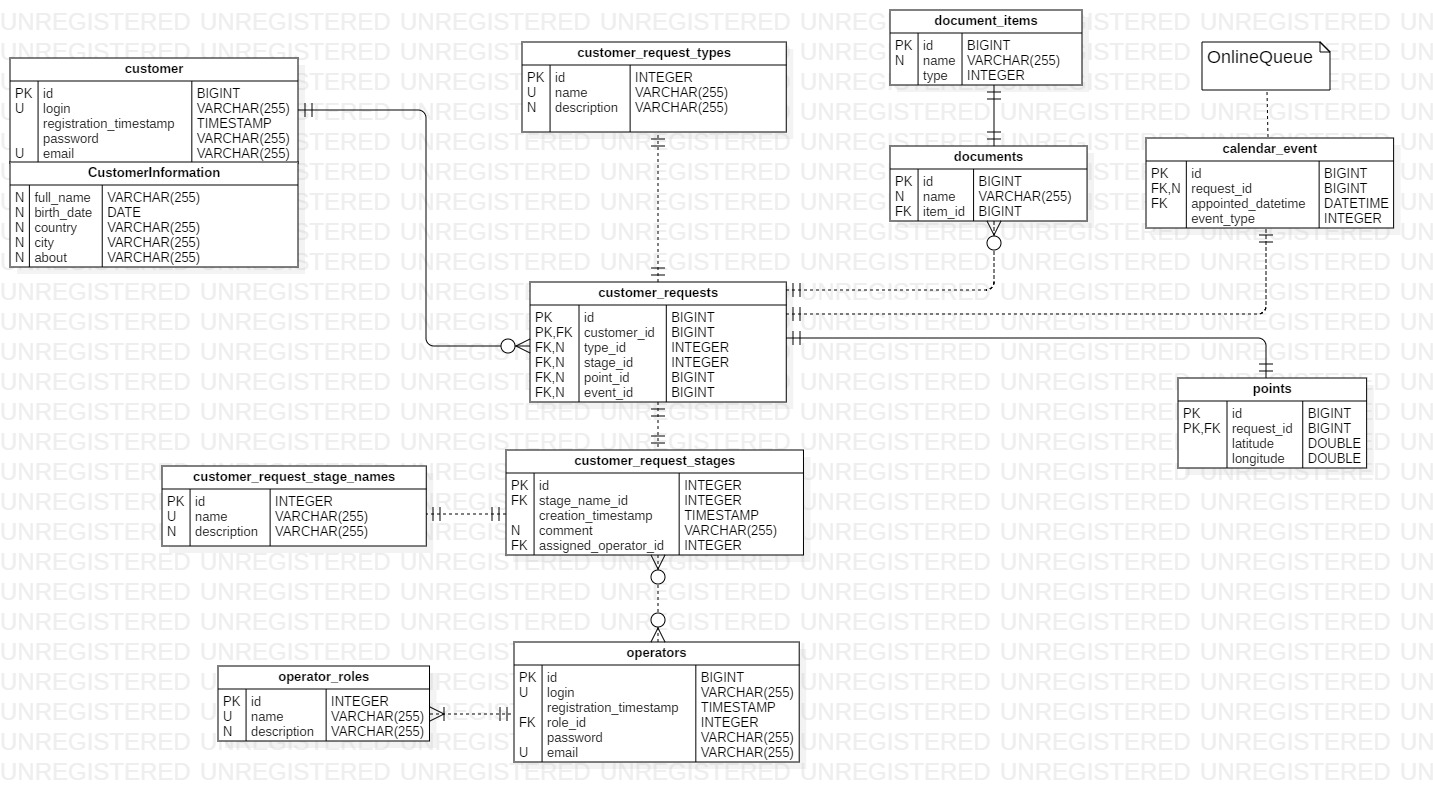 customer
PK id BIGINT
U login VARCHAR(255)
registration_timestamp TIMESTAMP
password VARCHAR(255)
U email VARCHAR(255)
CustomerInformation
N full_name VARCHAR(255)
N birth_date DATE
N country VARCHAR(255)
N city VARCHAR(255)
N about VARCHAR(255)
customer_request_types
PK id INTEGER
U name VARCHAR(255)
N description VARCHAR(255)
document_items
PK id BIGINT
N name VARCHAR(255)
type INTEGER
documents
PK id BIGINT
N name VARCHAR(255)
FK item_id BIGINT
OnlineQueue
calendar_event
PK id BIGINT
FK,N request_id BIGINT
FK appointed_datetime DATETIME
event_type INTEGER
customer_requests
PK id BIGINT
PK,FK customer_id BIGINT
FK,N type_id INTEGER
FK,N stage_id INTEGER
FK,N point_id BIGINT
FK,N event_id BIGINT
points
PK id BIGINT
PK,FK request_id BIGINT
latitude DOUBLE
longitude DOUBLE
customer_request_stage_names
PK id INTEGER
U name VARCHAR(255)
N description VARCHAR(255)
customer_request_stages
PK id INTEGER
FK stage_name_id INTEGER
creation_timestamp TIMESTAMP
N comment VARCHAR(255)
FK assigned_operator_id INTEGER
operator_roles
PK id INTEGER
U name VARCHAR(255)
N description VARCHAR(255)
operators
PK id BIGINT
U login VARCHAR(255)
registration_timestamp TIMESTAMP
FK role_id INTEGER
password VARCHAR(255)
U email VARCHAR(255)
UNREGISTERED